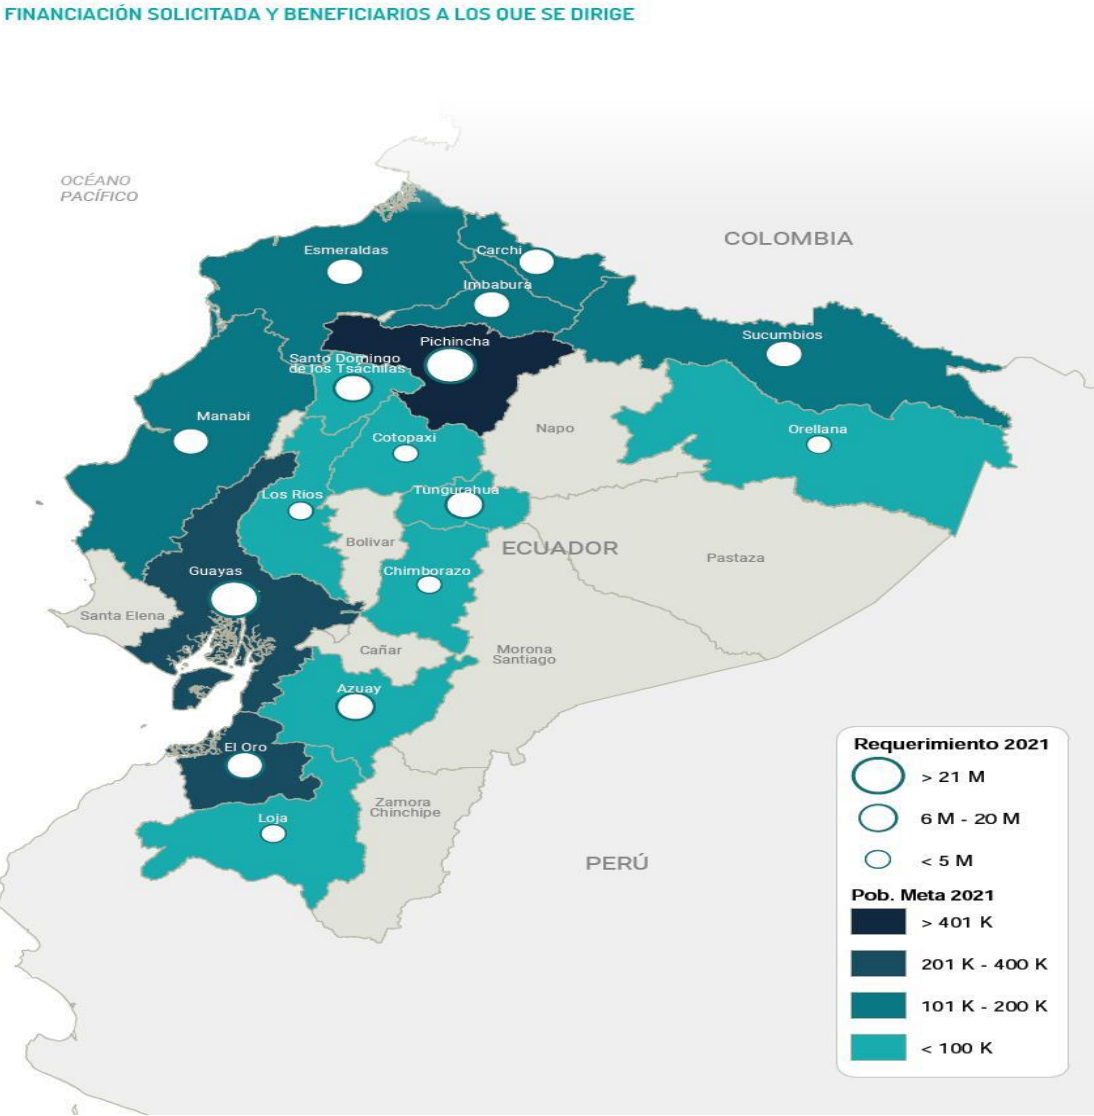 FINANCIACIÓN SOLICITADA Y BENEFICIARIOS A LOS QUE SE DIRIGE
OCÉANO
PACÍFICO
COLOMBIA
Esmeraldas
Carchi
Imbabura
Sucumbios
Pichincha
Santo Domingo
de los Tsáchilas
Manabi
Napo
Orellana
Cotopaxi
Los Rios
Tungurahua
Bolivar
ECUADOR
Pastaza
Guayas
Chimborazo
Santa Elena
Cañar
Morona
Santiago
Azuay
El Oro
Zamora
Chinchipe
Loja
PERÚ
Requerimiento 2021
> 21 M
6 M - 20 M
< 5 M
Pob. Meta 2021
> 401 K
201 K - 400 K
101 K - 200 K
< 100 K